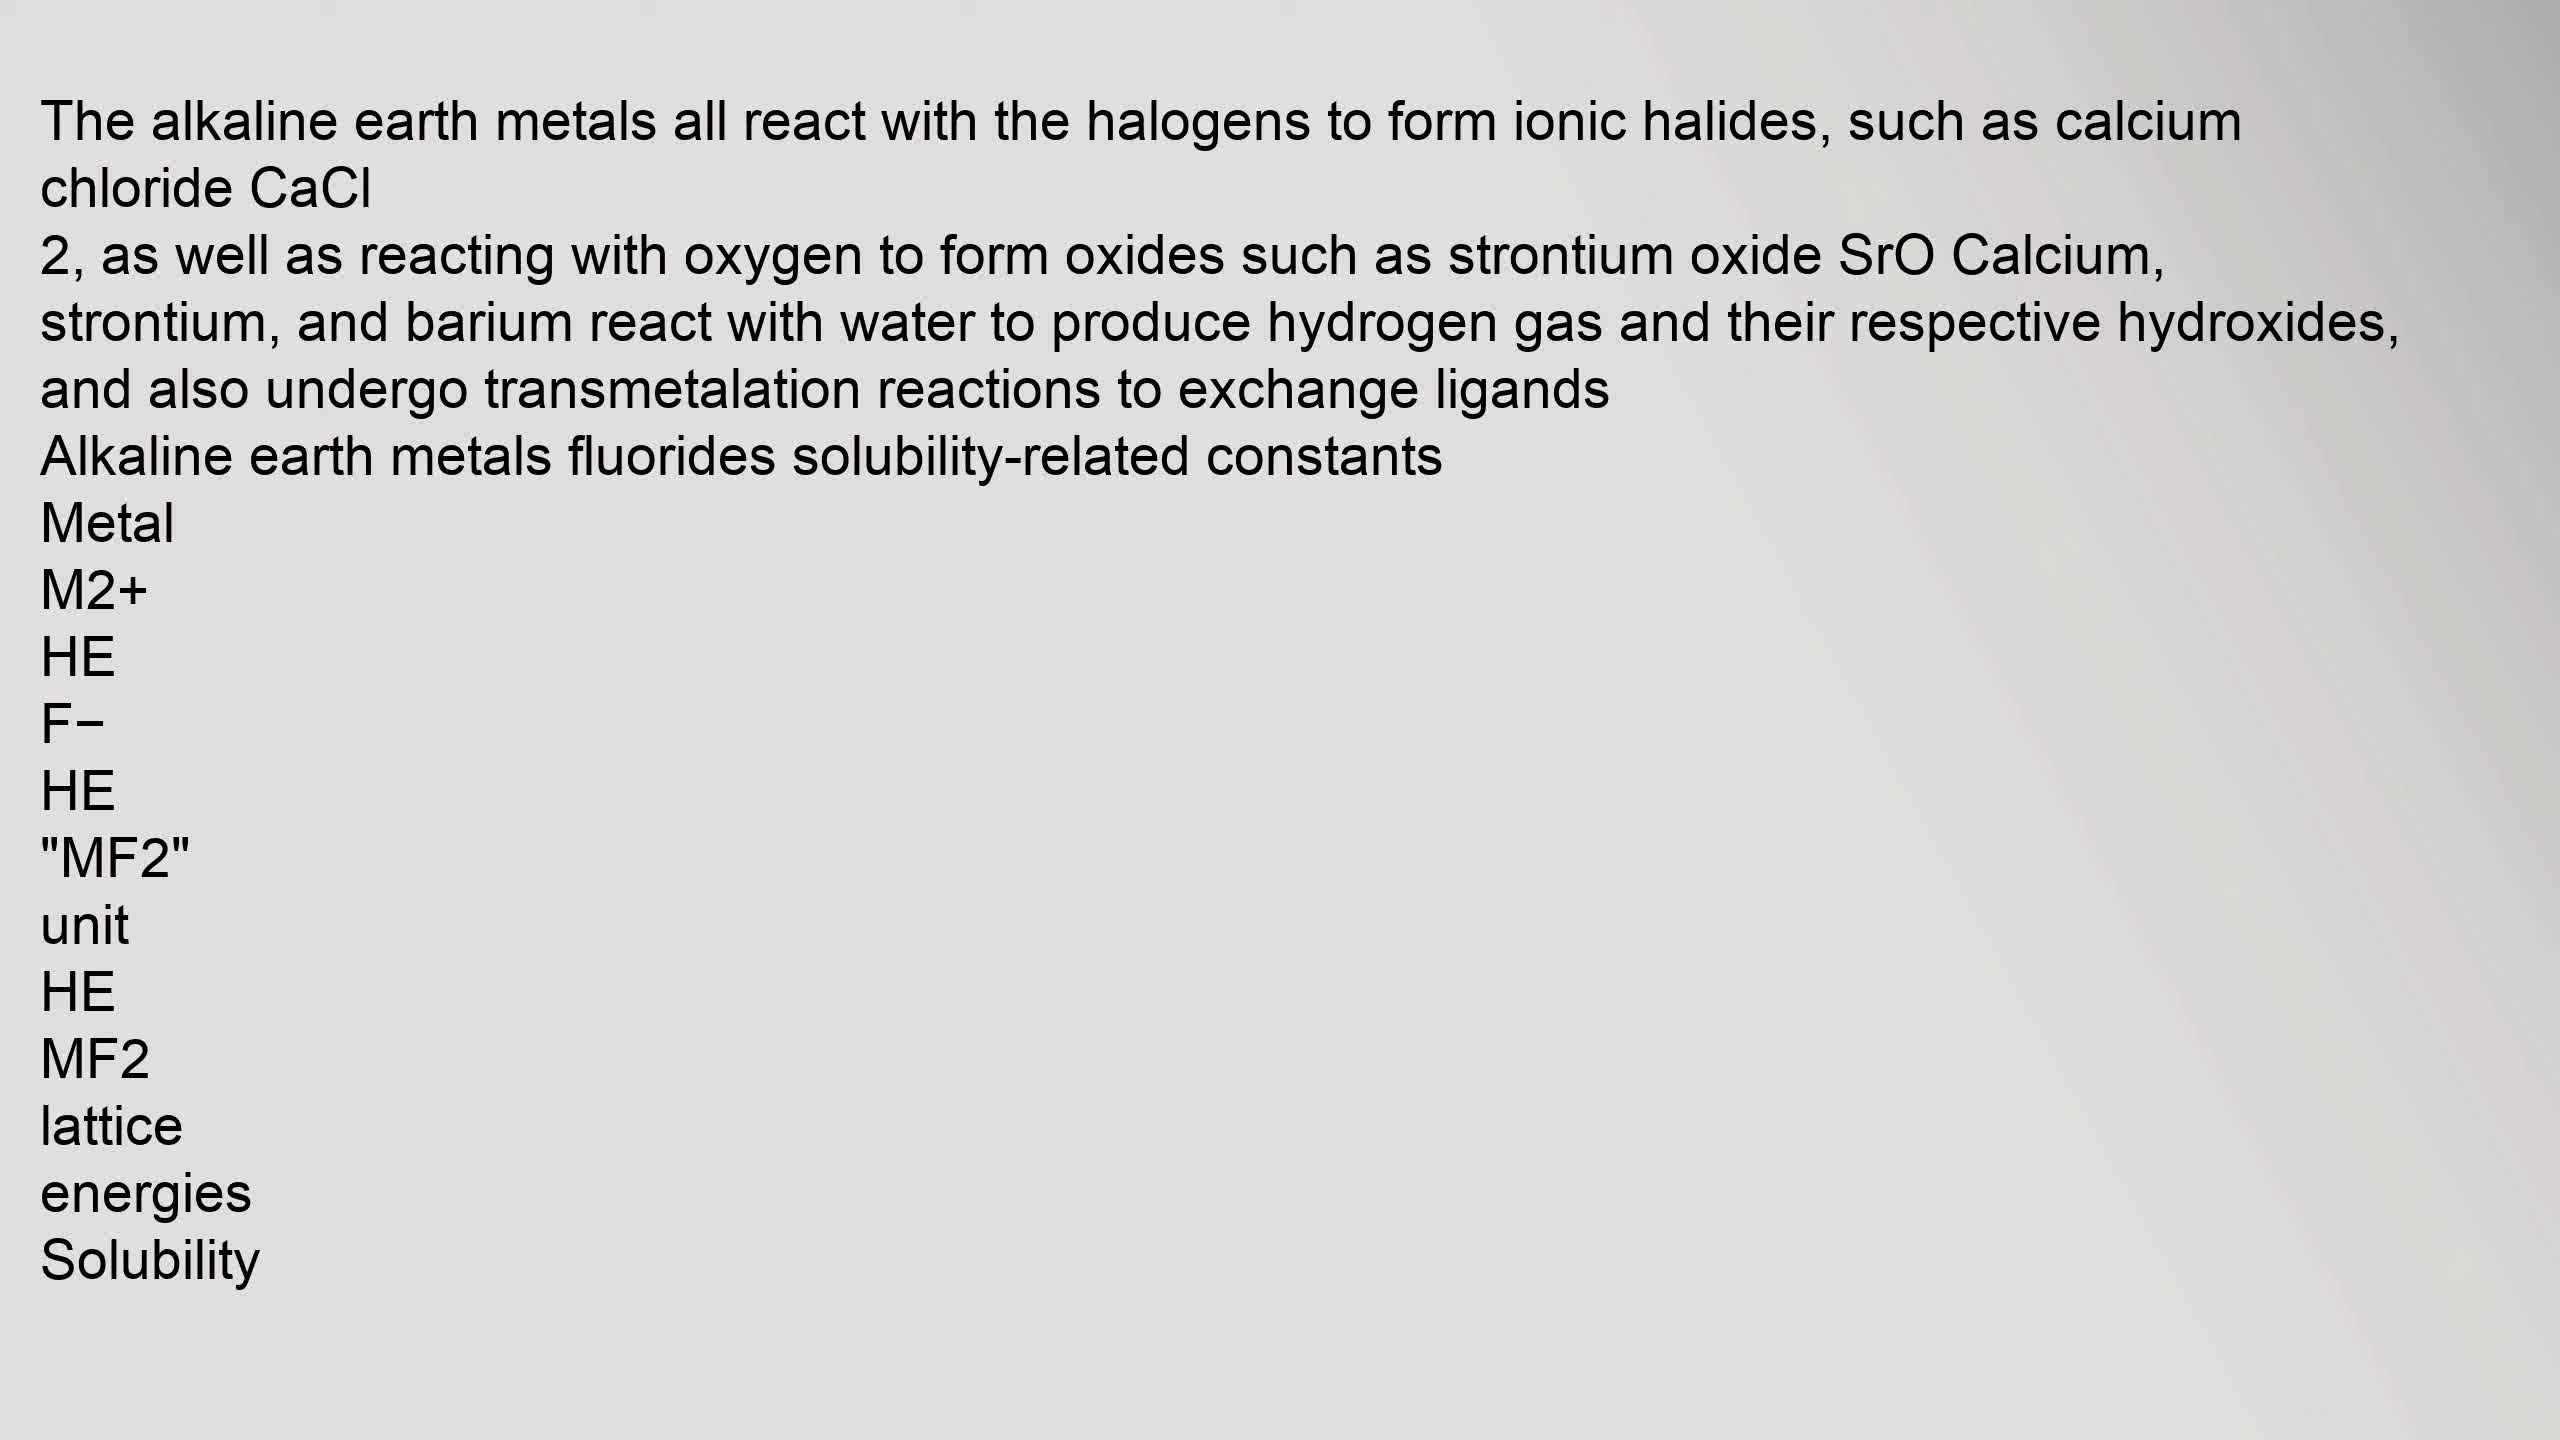 The alkaline earth metals all react with the halogens to form ionic halides, such as calcium
chloride CaCl
2, as well as reacting with oxygen to form oxides such as strontium oxide SrO Calcium,
strontium, and barium react with water to produce hydrogen gas and their respective hydroxides,
and also undergo transmetalation reactions to exchange ligands
Alkaline earth metals fluorides solubility-related constants
Metal
M2+
HE
F−
HE
"MF2"
unit
HE
MF2
lattice
energies
Solubility